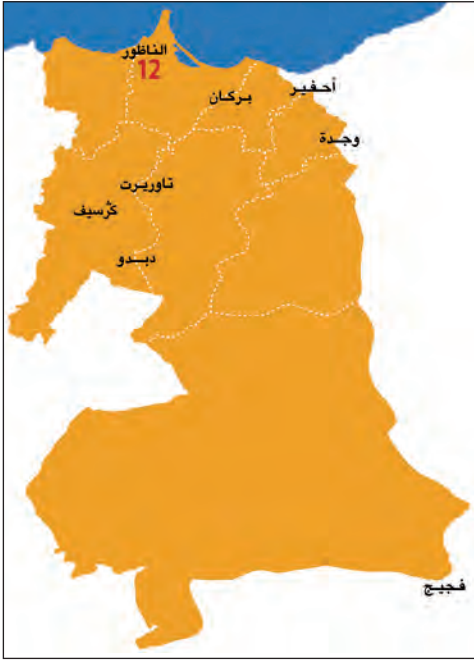 الناظور
12
أحفير
بركان
وجدة
تاوريرت
كرسيف
دبدو
فجيج